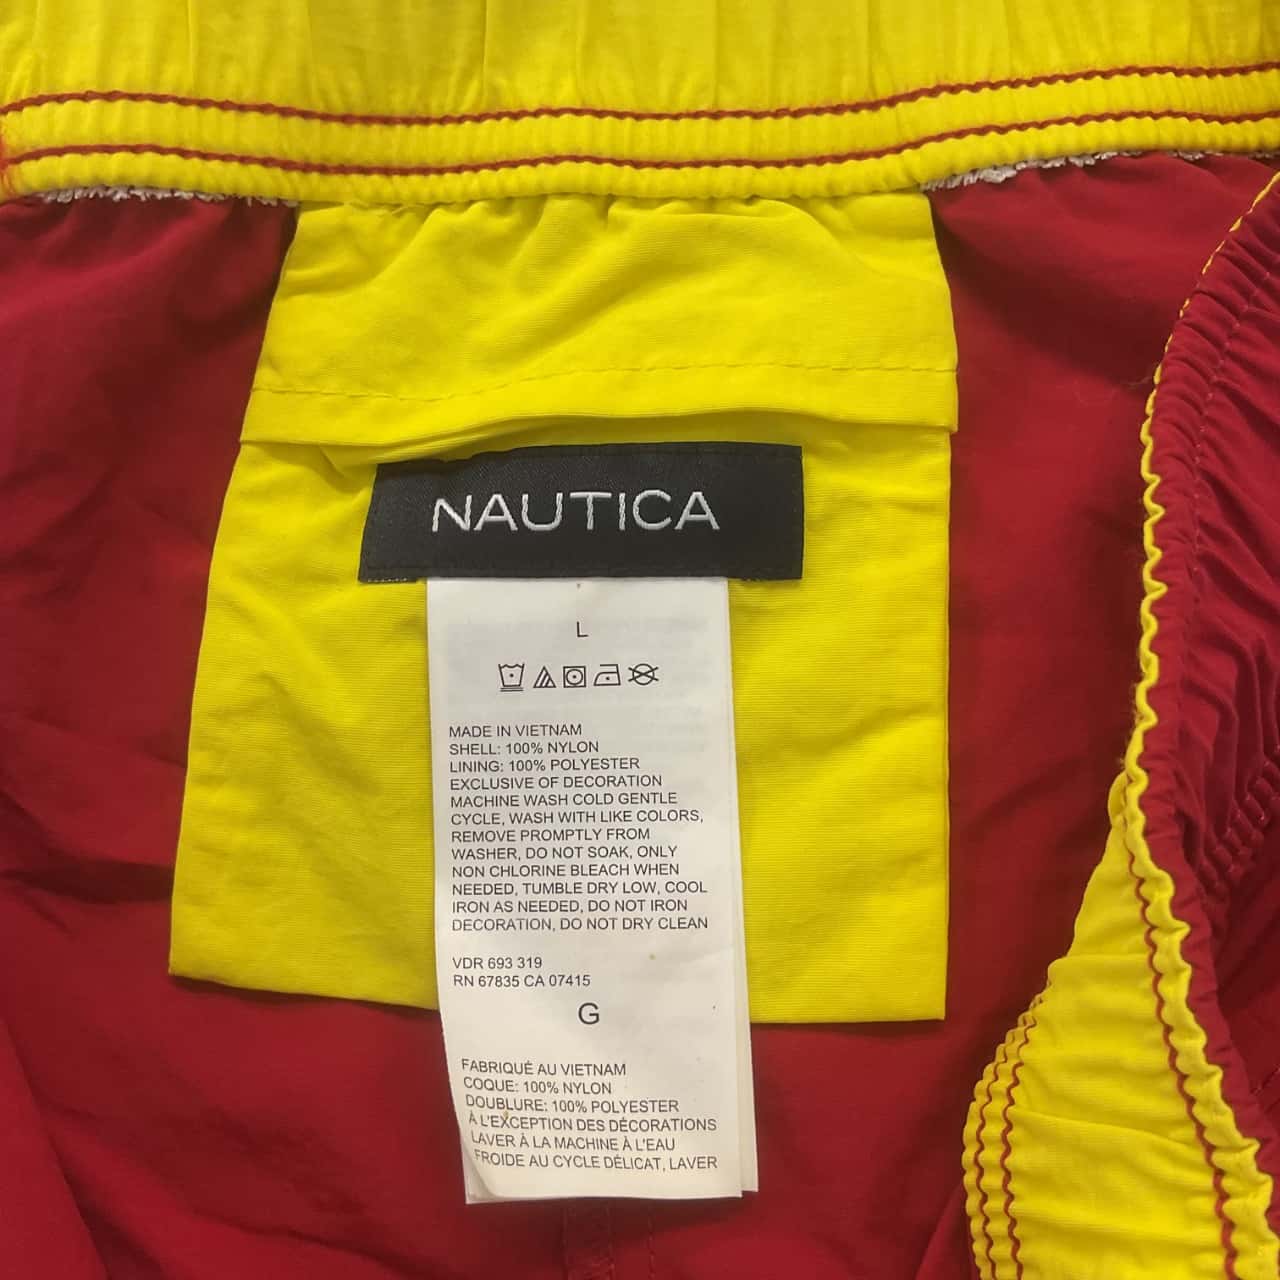 NAUTICA
L
MADE IN VIETNAM
SHELL: 100% NYLON
LINING: 100% POLYESTER
EXCLUSIVE OF DECORATION
MACHINE WASH COLD GENTLE
CYCLE, WASH WITH LIKE COLORS,
REMOVE PROMPTLY FROM
WASHER, DO NOT SOAK, ONLY
NON CHLORINE BLEACH WHEN
NEEDED, TUMBLE DRY LOW, COOL
IRON AS NEEDED, DO NOT IRON
DECORATION, DO NOT DRY CLEAN
VDR 693 319
RN 67835 CA 07415
G
FABRIQUÉ AU VIETNAM
COQUE: 100% NYLON
DOUBLURE: 100% POLYESTER
À L'EXCEPTION DES DÉCORATIONS
LAVER À LA MACHINE À L'EAU
FROIDE AU CYCLE DÉLICAT, LAVER